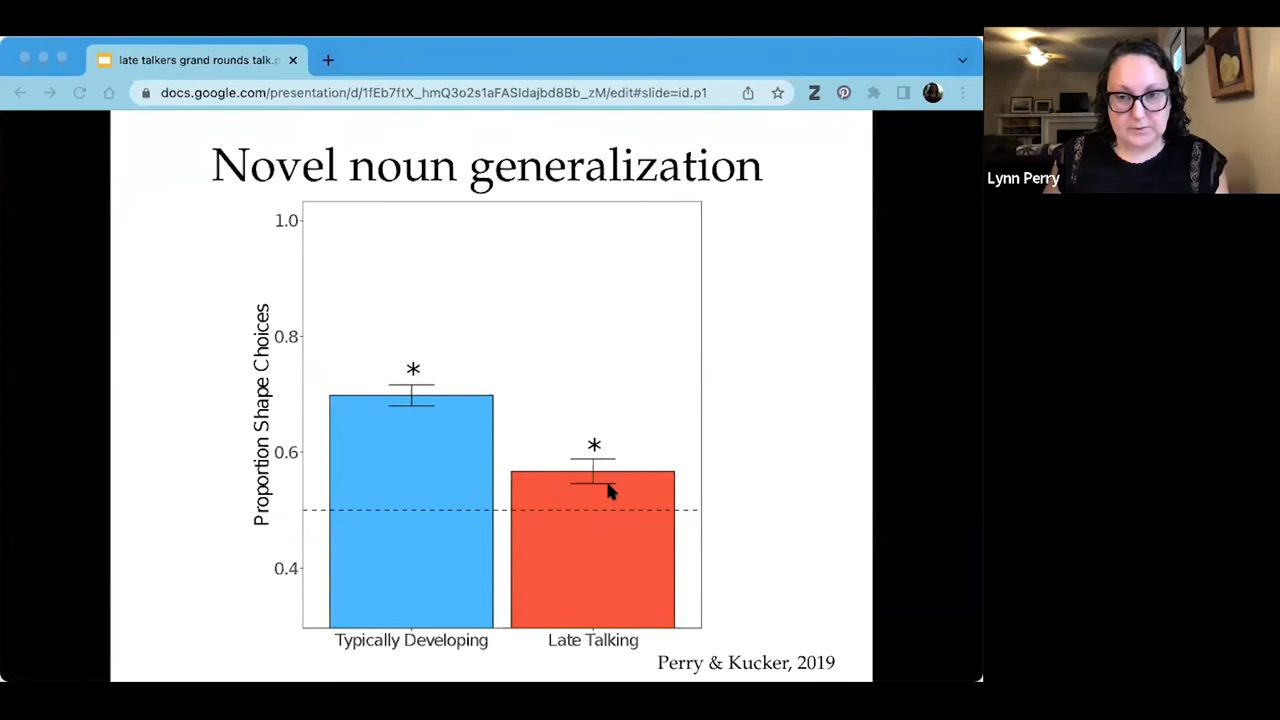 late talkers grand rounds talk.p
docs.google.com/presentation/d/1fEb7ftX_hmQ3o2s1aFASIdajbd8Bb_zM/edit#slide=id.p1
Novel noun generalization
Proportion Shape Choices
1.0
0.8
0.6
0.4
*
*
Typically Developing
Late Talking
Perry & Kucker, 2019
Lynn Perry